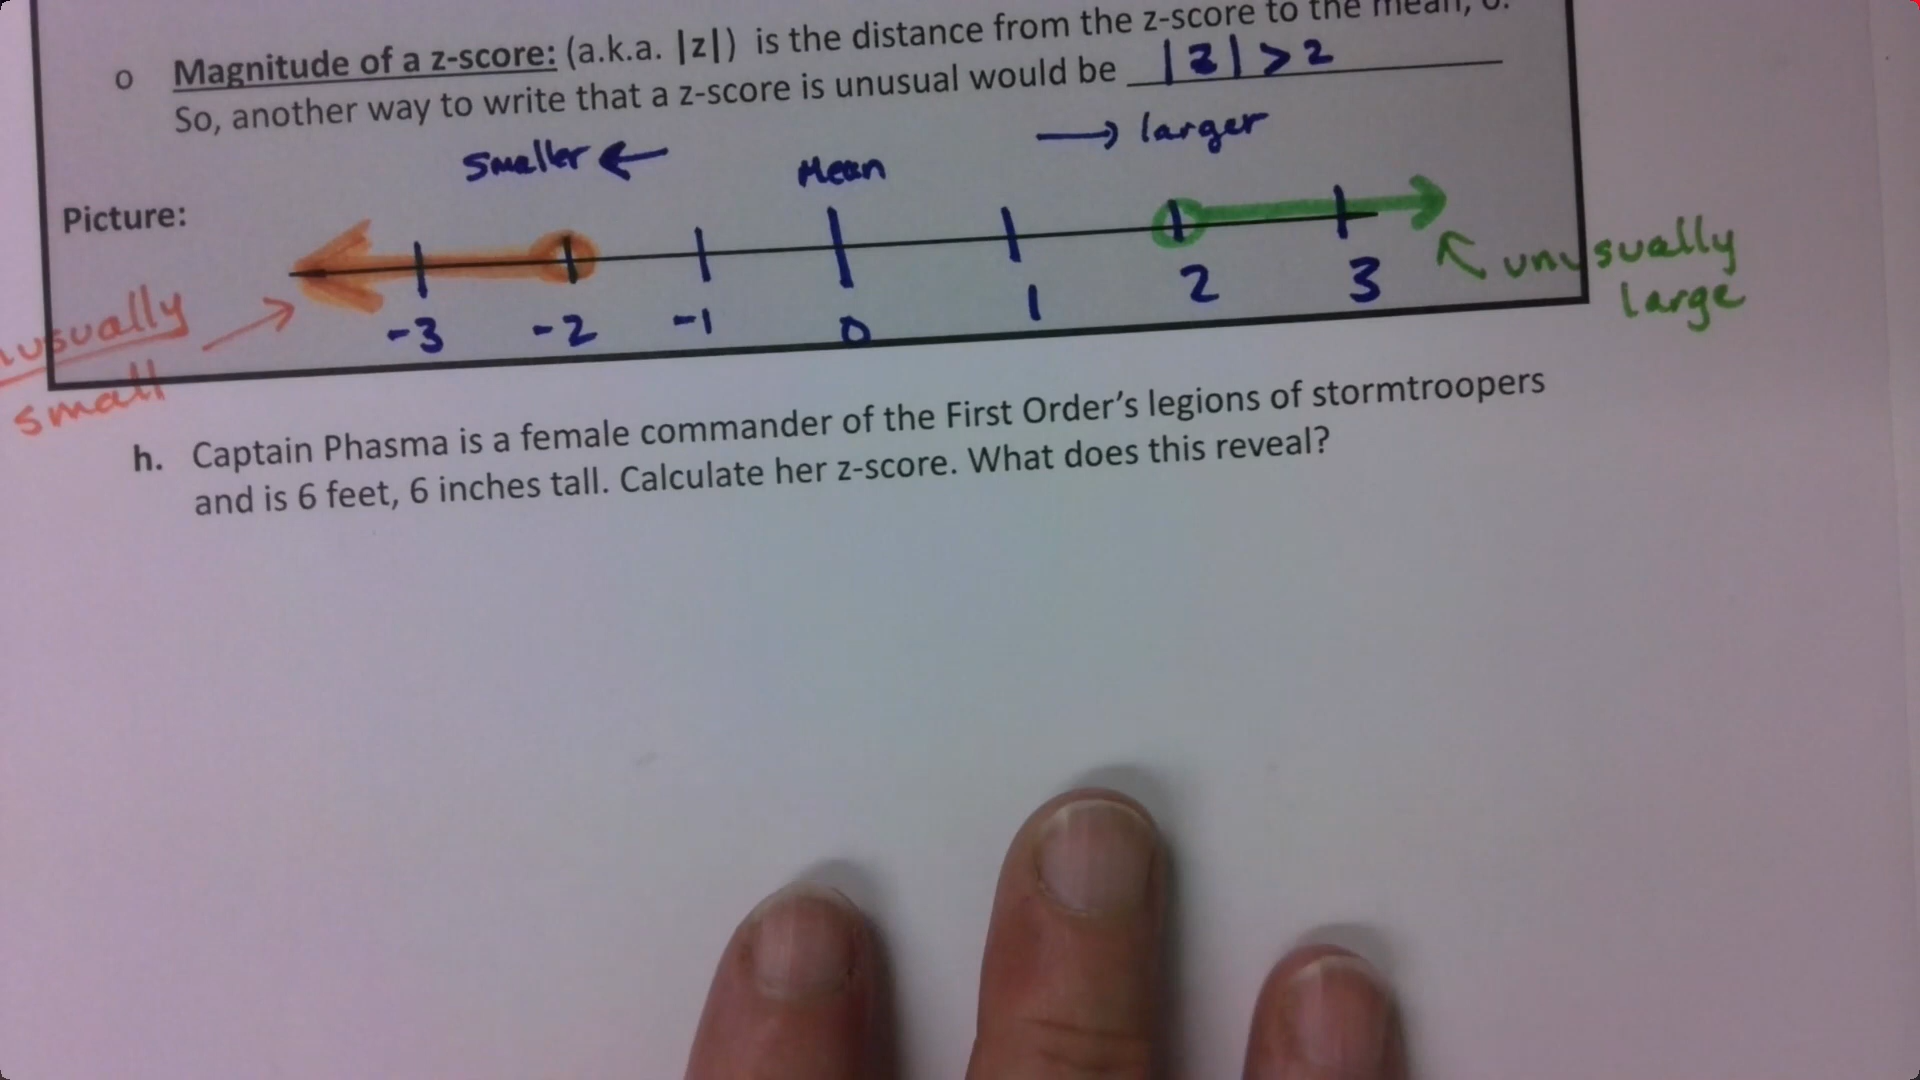 o Magnitude of a z-score: (a.k.a. |z|) is the distance from the z-score to the mean, 0.
So, another way to write that a z-score is unusual would be |z| > 2
smaller ← Mean → larger
Picture:
-3 -2 -1 0 1 2 3
unusually
large
small
h. Captain Phasma is a female commander of the First Order’s legions of stormtroopers
and is 6 feet, 6 inches tall. Calculate her z-score. What does this reveal?